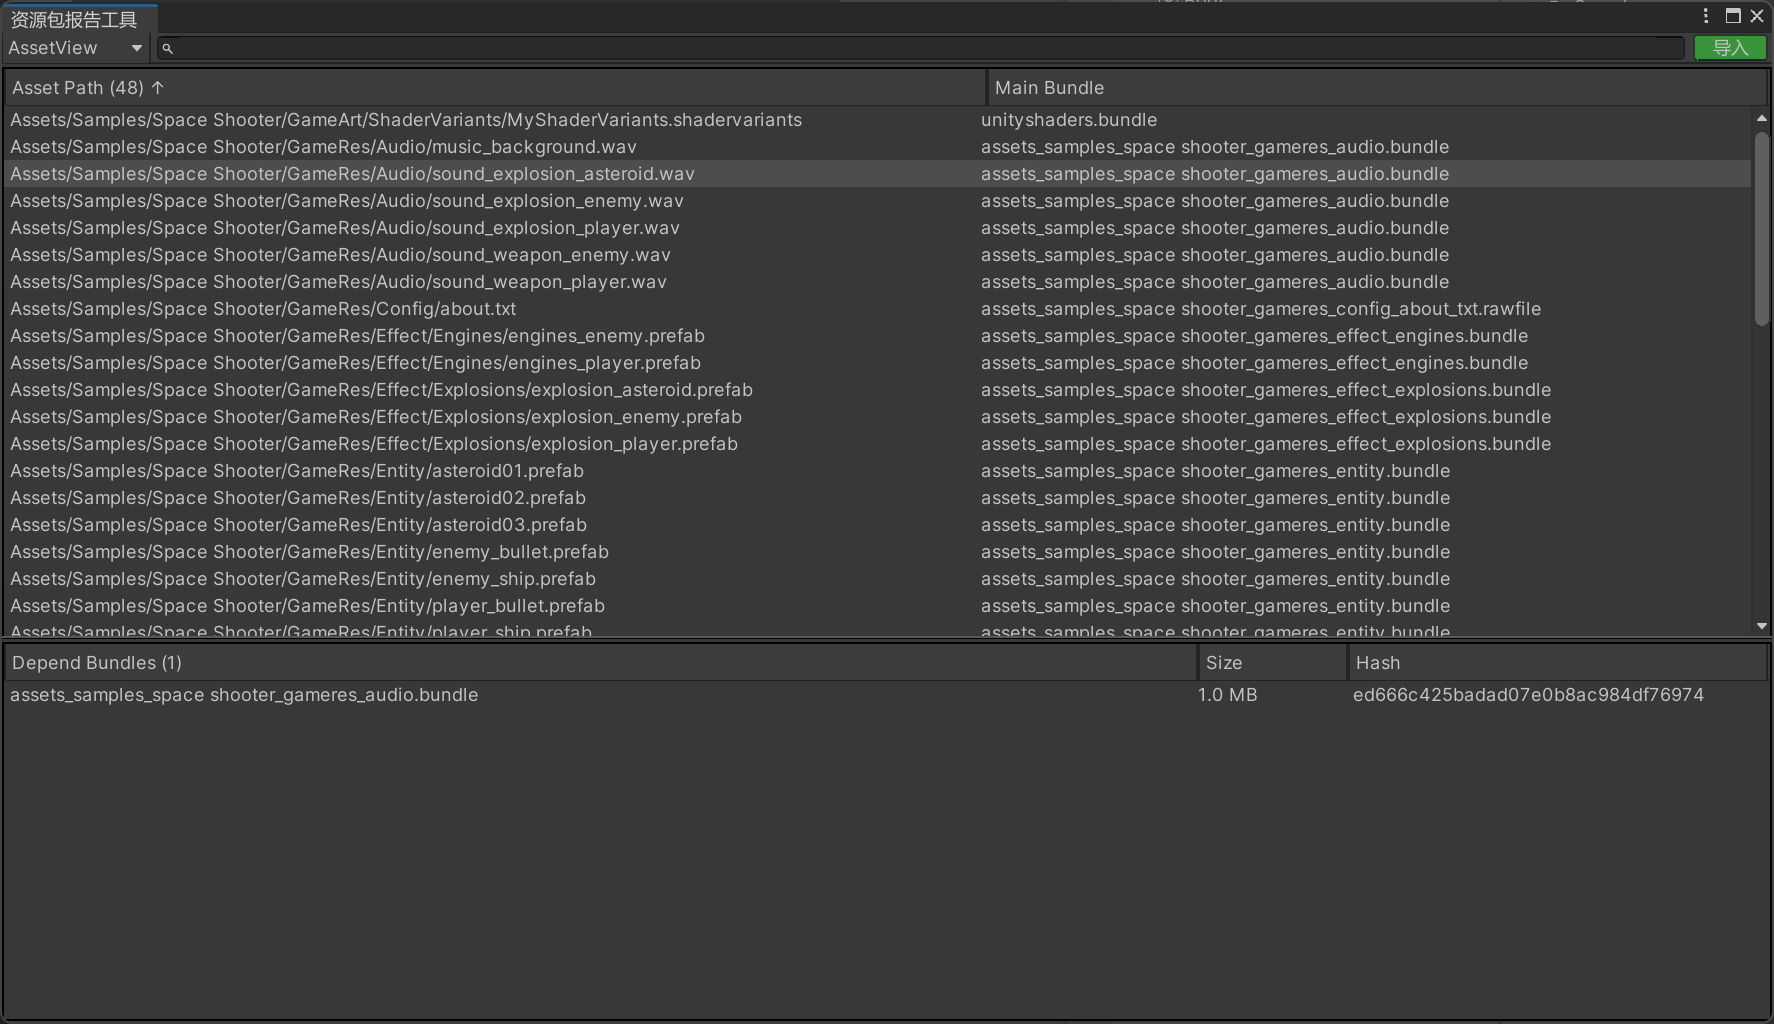 资源包报告工具
AssetView
导入
Asset Path (48) ↑ Main Bundle
Assets/Samples/Space Shooter/GameArt/ShaderVariants/MyShaderVariants.shadervariants unityshaders.bundle
Assets/Samples/Space Shooter/GameRes/Audio/music_background.wav assets_samples_space shooter_gameres_audio.bundle
Assets/Samples/Space Shooter/GameRes/Audio/sound_explosion_asteroid.wav assets_samples_space shooter_gameres_audio.bundle
Assets/Samples/Space Shooter/GameRes/Audio/sound_explosion_enemy.wav assets_samples_space shooter_gameres_audio.bundle
Assets/Samples/Space Shooter/GameRes/Audio/sound_explosion_player.wav assets_samples_space shooter_gameres_audio.bundle
Assets/Samples/Space Shooter/GameRes/Audio/sound_weapon_enemy.wav assets_samples_space shooter_gameres_audio.bundle
Assets/Samples/Space Shooter/GameRes/Audio/sound_weapon_player.wav assets_samples_space shooter_gameres_audio.bundle
Assets/Samples/Space Shooter/GameRes/Config/about.txt assets_samples_space shooter_gameres_config_about_txt.rawfile
Assets/Samples/Space Shooter/GameRes/Effect/Engines/engines_enemy.prefab assets_samples_space shooter_gameres_effect_engines.bundle
Assets/Samples/Space Shooter/GameRes/Effect/Engines/engines_player.prefab assets_samples_space shooter_gameres_effect_engines.bundle
Assets/Samples/Space Shooter/GameRes/Effect/Explosions/explosion_asteroid.prefab assets_samples_space shooter_gameres_effect_explosions.bundle
Assets/Samples/Space Shooter/GameRes/Effect/Explosions/explosion_enemy.prefab assets_samples_space shooter_gameres_effect_explosions.bundle
Assets/Samples/Space Shooter/GameRes/Effect/Explosions/explosion_player.prefab assets_samples_space shooter_gameres_effect_explosions.bundle
Assets/Samples/Space Shooter/GameRes/Entity/asteroid01.prefab assets_samples_space shooter_gameres_entity.bundle
Assets/Samples/Space Shooter/GameRes/Entity/asteroid02.prefab assets_samples_space shooter_gameres_entity.bundle
Assets/Samples/Space Shooter/GameRes/Entity/asteroid03.prefab assets_samples_space shooter_gameres_entity.bundle
Assets/Samples/Space Shooter/GameRes/Entity/enemy_bullet.prefab assets_samples_space shooter_gameres_entity.bundle
Assets/Samples/Space Shooter/GameRes/Entity/enemy_ship.prefab assets_samples_space shooter_gameres_entity.bundle
Assets/Samples/Space Shooter/GameRes/Entity/player_bullet.prefab assets_samples_space shooter_gameres_entity.bundle
Assets/Samples/Space Shooter/GameRes/Entity/player_ship.prefab assets_samples_space shooter_gameres_entity.bundle
Depend Bundles (1) Size Hash
assets_samples_space shooter_gameres_audio.bundle 1.0 MB ed666c425badad07e0b8ac984df76974